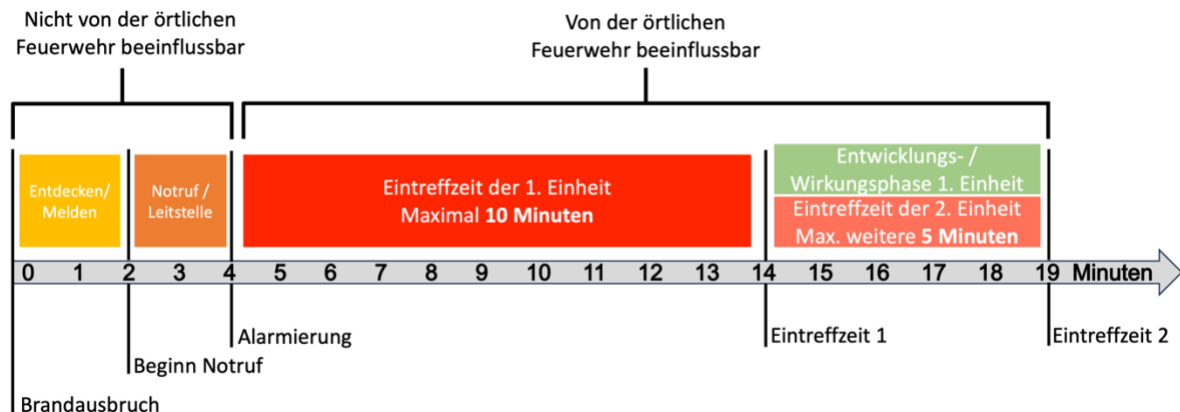 Nicht von der örtlichen
Feuerwehr beeinflussbar
Von der örtlichen
Feuerwehr beeinflussbar
Entdecken/
Melden
Notruf /
Leitstelle
Eintreffzeit der 1. Einheit
Maximal 10 Minuten
Entwicklungs- /
Wirkungsphase 1. Einheit
Eintreffzeit der 2. Einheit
Max. weitere 5 Minuten
0 1 2 3 4 5 6 7 8 9 10 11 12 13 14 15 16 17 18 19 Minuten
Alarmierung
Eintreffzeit 1
Eintreffzeit 2
Beginn Notruf
Brandausbruch